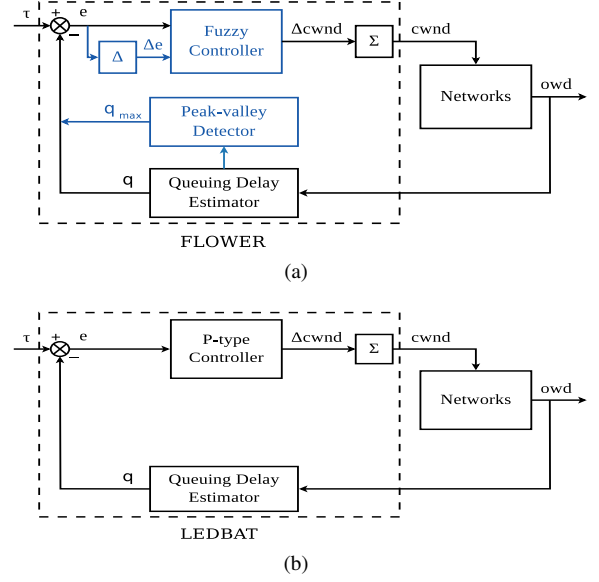 τ
+
−
e
Δ
Δe
Fuzzy
Controller
Δcwnd
Σ
cwnd
Networks
owd
q max
Peak-valley
Detector
q
Queuing Delay
Estimator
FLOWER
(a)
τ
+
−
e
P-type
Controller
Δcwnd
Σ
cwnd
Networks
owd
q
Queuing Delay
Estimator
LEDBAT
(b)